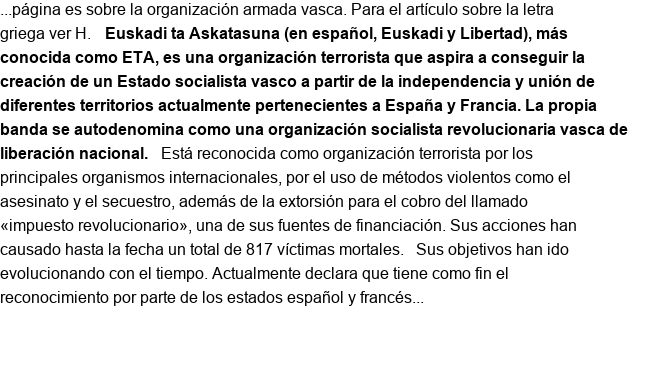 ...página es sobre la organización armada vasca. Para el artículo sobre la letra
griega ver H. Euskadi ta Askatasuna (en español, Euskadi y Libertad), más
conocida como ETA, es una organización terrorista que aspira a conseguir la
creación de un Estado socialista vasco a partir de la independencia y unión de
diferentes territorios actualmente pertenecientes a España y Francia. La propia
banda se autodenomina como una organización socialista revolucionaria vasca de
liberación nacional. Está reconocida como organización terrorista por los
principales organismos internacionales, por el uso de métodos violentos como el
asesinato y el secuestro, además de la extorsión para el cobro del llamado
«impuesto revolucionario», una de sus fuentes de financiación. Sus acciones han
causado hasta la fecha un total de 817 víctimas mortales. Sus objetivos han ido
evolucionando con el tiempo. Actualmente declara que tiene como fin el
reconocimiento por parte de los estados español y francés...